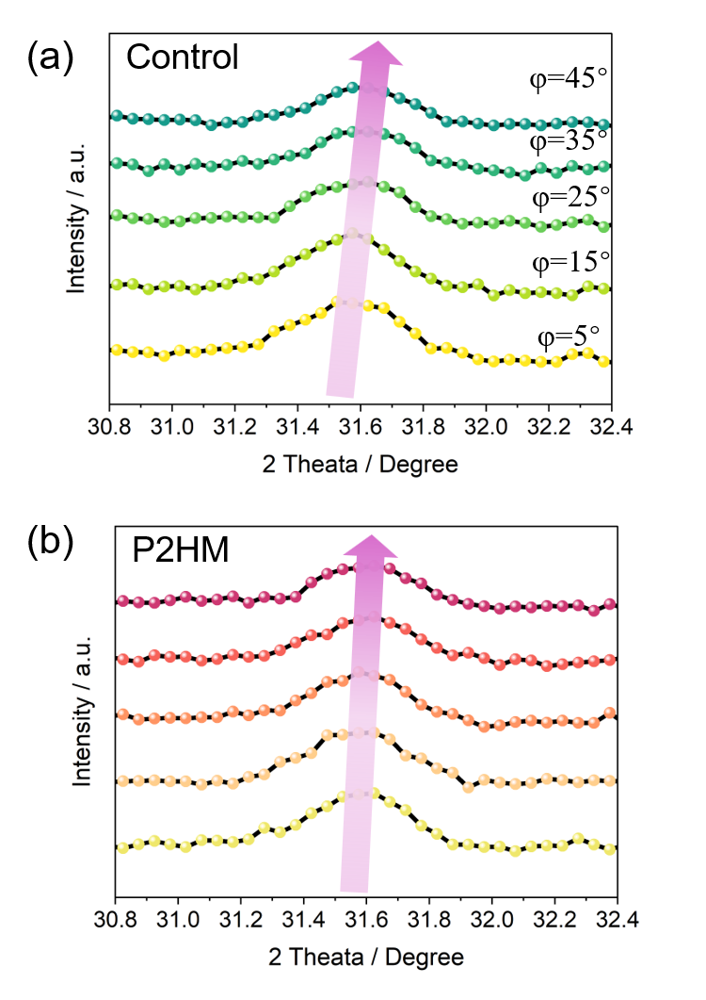 (a)
Control
φ=45°
φ=35°
φ=25°
φ=15°
φ=5°
Intensity / a.u.
30.8 31.0 31.2 31.4 31.6 31.8 32.0 32.2 32.4
2 Theata / Degree
(b)
P2HM
Intensity / a.u.
30.8 31.0 31.2 31.4 31.6 31.8 32.0 32.2 32.4
2 Theata / Degree